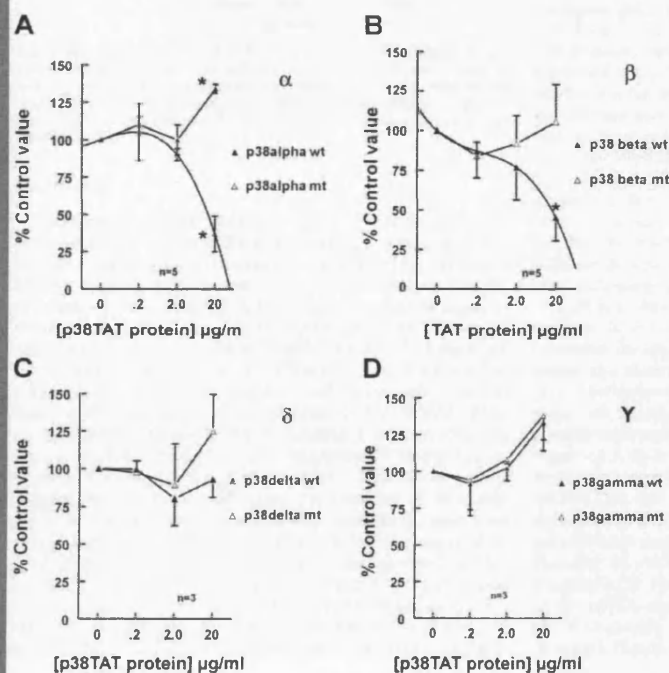 A
α
150
125
100
75
50
25
0
% Control value
*
*
p38alpha wt
p38alpha mt
n=5
0 .2 2.0 20
[p38TAT protein] µg/m
B
β
150
125
100
75
50
25
0
% Control value
*
p38 beta wt
p38 beta mt
n=5
0 .2 2.0 20
[TAT protein] µg/ml
C
δ
150
125
100
75
50
25
0
% Control value
p38delta wt
p38delta mt
n=3
0 .2 2.0 20
[p38TAT protein] µg/ml
D
γ
150
125
100
75
50
25
0
% Control value
p38gamma wt
p38gamma mt
0 .2 2.0 20
[p38TAT protein] µg/ml